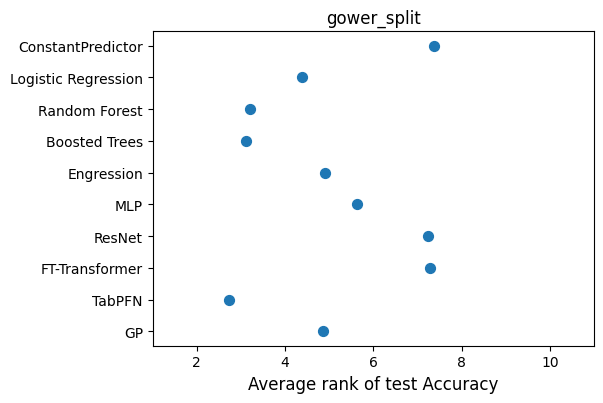 gower_split
ConstantPredictor
Logistic Regression
Random Forest
Boosted Trees
Engression
MLP
ResNet
FT-Transformer
TabPFN
GP
2 4 6 8 10
Average rank of test Accuracy